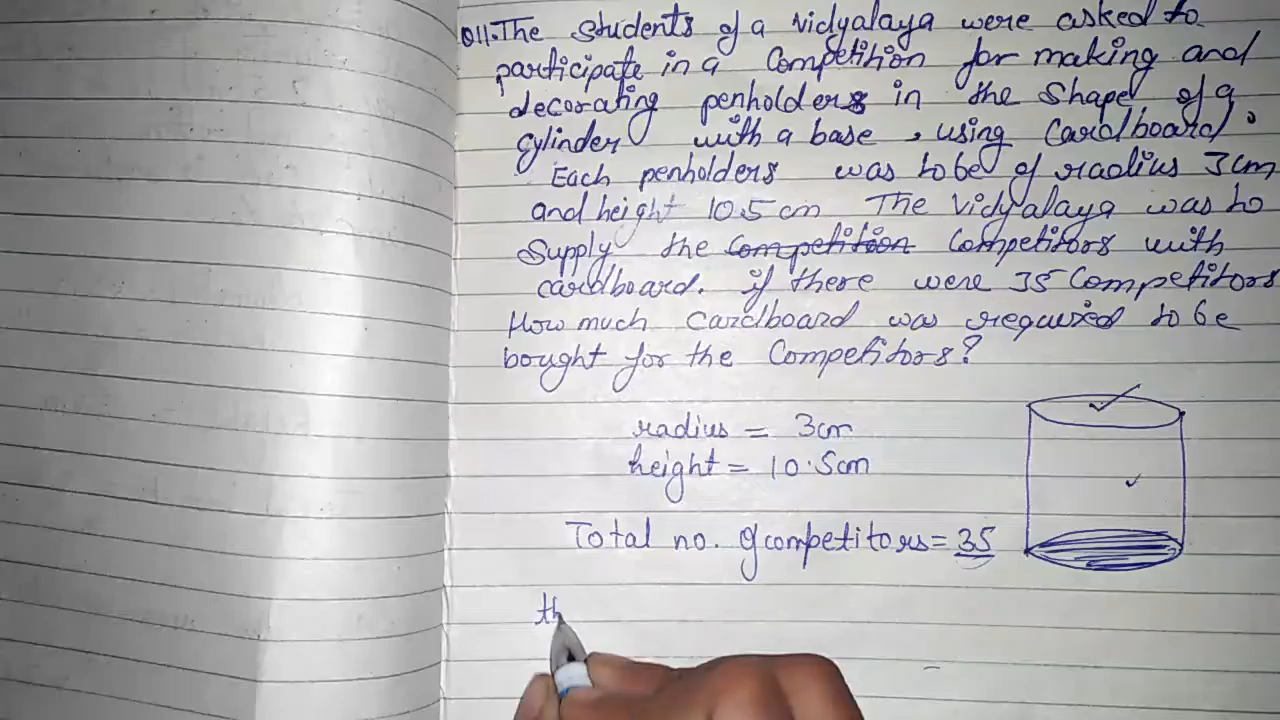 Q11. The students of a vidyalaya were asked to
participate in a Competition for making and
decorating penholders in the shape of a
cylinder with a base, using Cardboard.
Each penholders was to be of radius 3cm
and height 10.5 cm The vidyalaya was to
supply the competition Competitors with
cardboard. if there were 35 Competitors
How much cardboard was required to be
bought for the Competitors?
radius = 3cm
height = 10.5cm
Total no. of competitors = 35
th